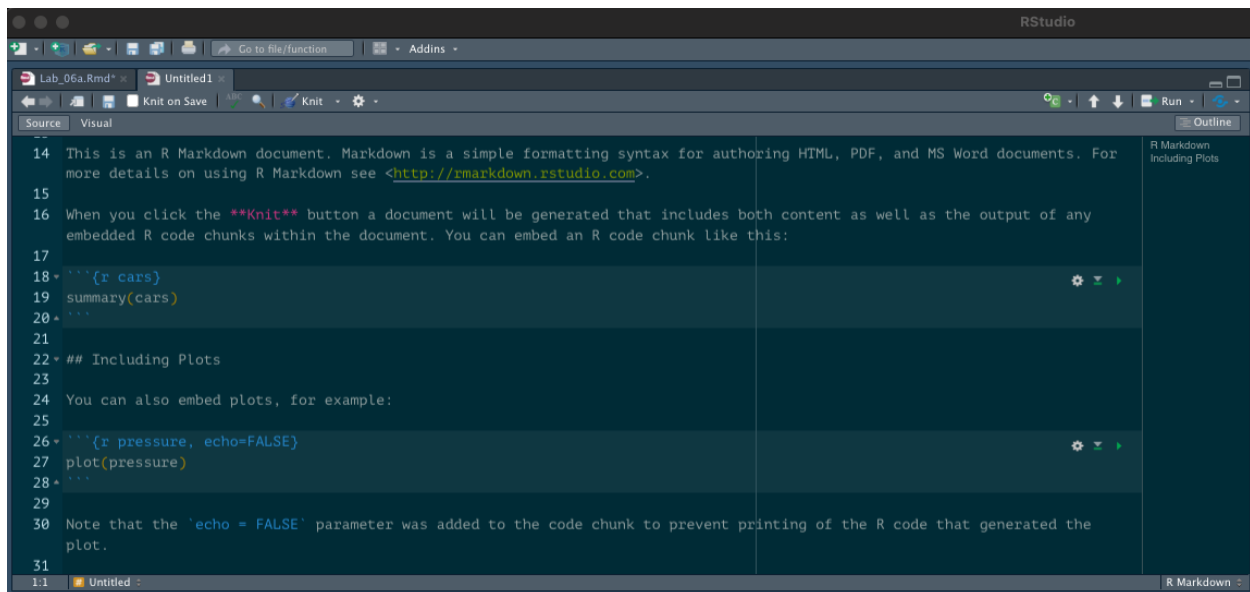 RStudio
Go to file/function Addins
Lab_06a.Rmd* × Untitled1 ×
Knit on Save ABC Knit Run
Source Visual Outline
14 This is an R Markdown document. Markdown is a simple formatting syntax for authoring HTML, PDF, and MS Word documents. For
more details on using R Markdown see <http://rmarkdown.rstudio.com>.
15
16 When you click the **Knit** button a document will be generated that includes both content as well as the output of any
embedded R code chunks within the document. You can embed an R code chunk like this:
17
18 ```{r cars}
19 summary(cars)
20 ```
21
22 ## Including Plots
23
24 You can also embed plots, for example:
25
26 ```{r pressure, echo=FALSE}
27 plot(pressure)
28 ```
29
30 Note that the `echo = FALSE` parameter was added to the code chunk to prevent printing of the R code that generated the
plot.
31
R Markdown
Including Plots
1:1 # Untitled R Markdown